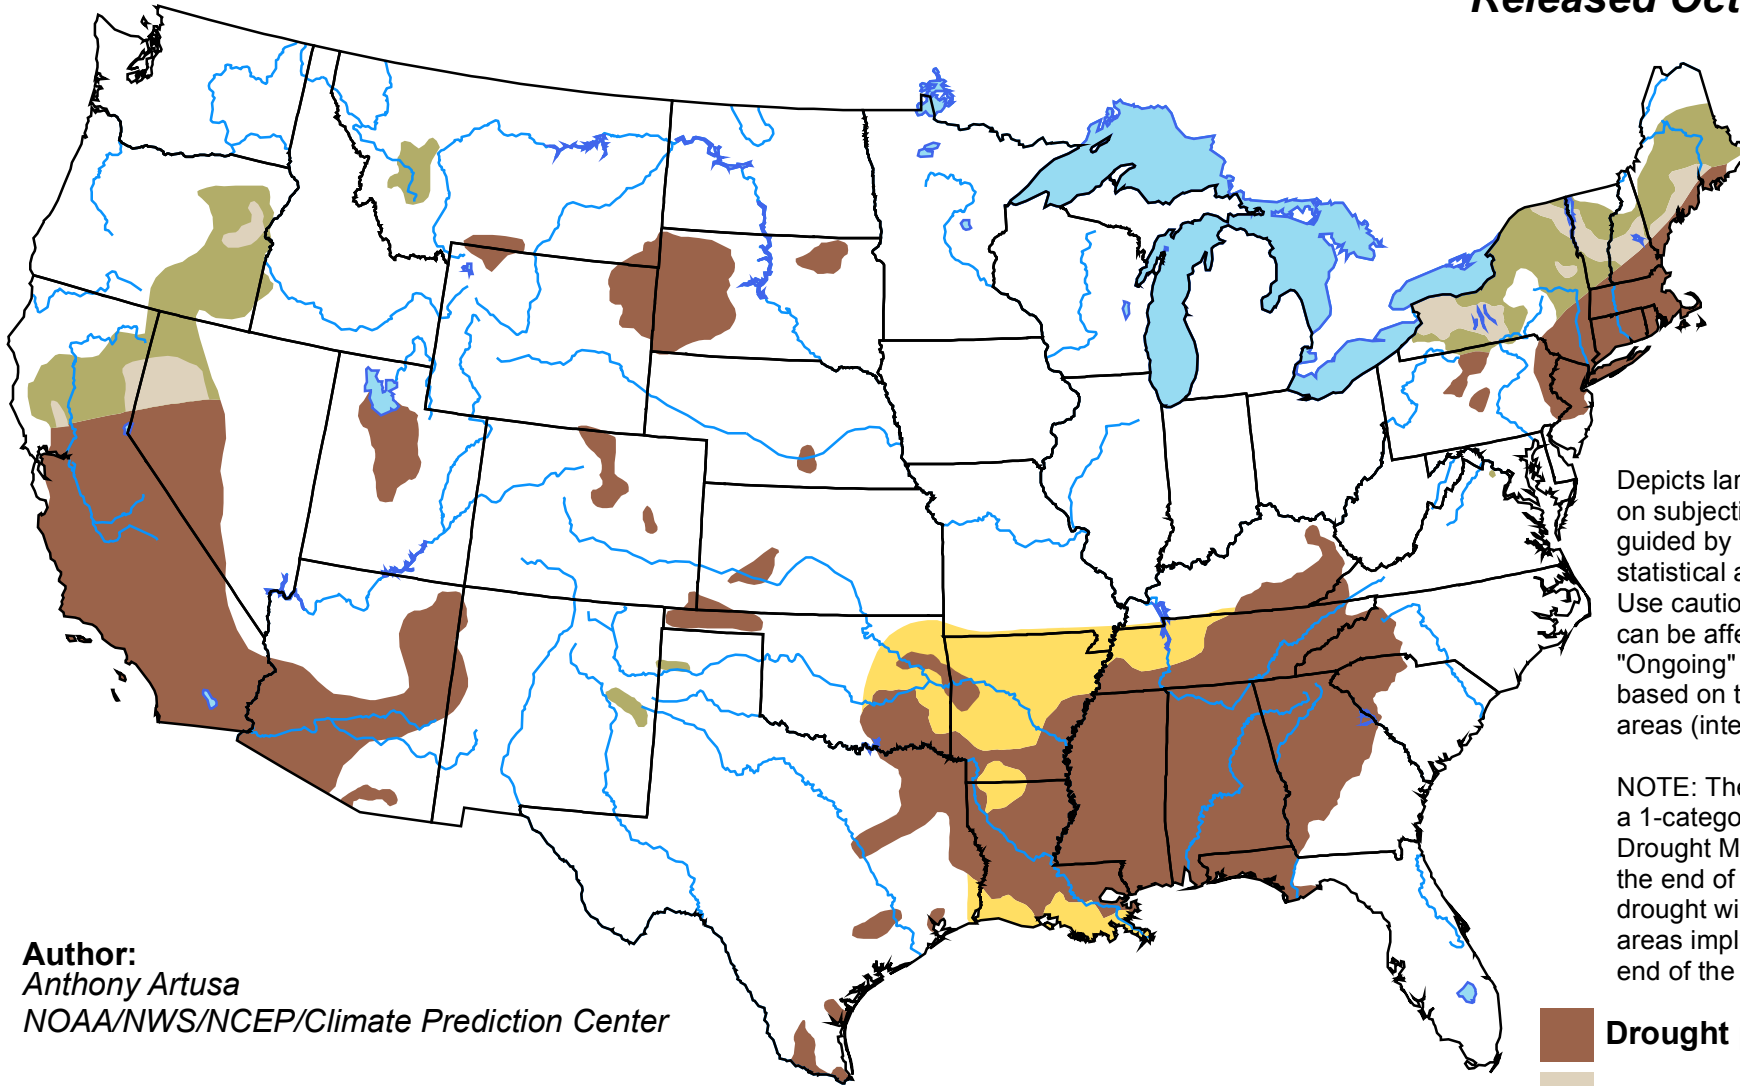 Released Oct
Depicts lar
on subjecti
guided by
statistical a
Use cautio
can be affe
"Ongoing"
based on t
areas (inte
NOTE: The
a 1-catego
Drought M
the end of
drought wi
areas impl
end of the
Author:
Anthony Artusa
NOAA/NWS/NCEP/Climate Prediction Center
Drought